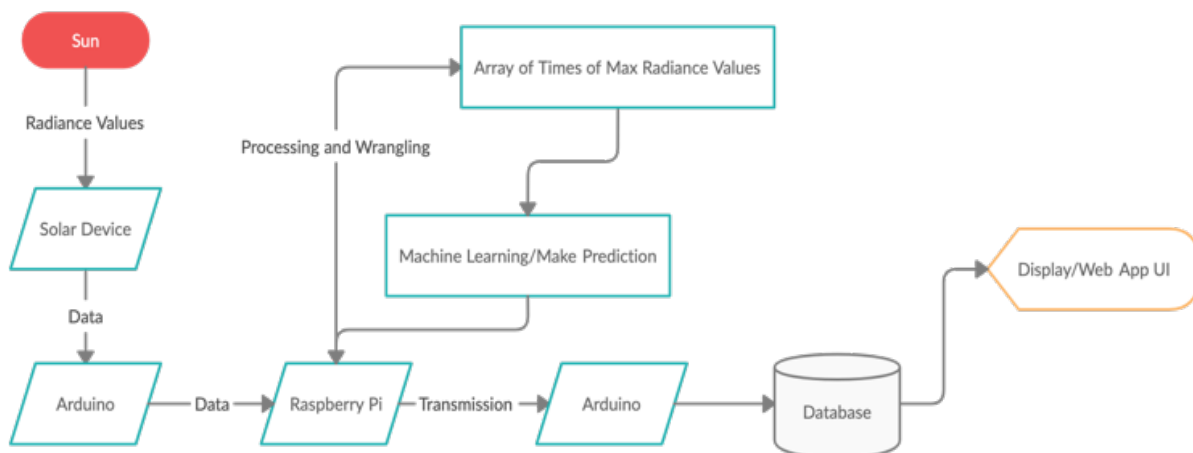 Sun
Radiance Values
Solar Device
Data
Arduino
Data
Raspberry Pi
Processing and Wrangling
Array of Times of Max Radiance Values
Machine Learning/Make Prediction
Transmission
Arduino
Database
Display/Web App UI